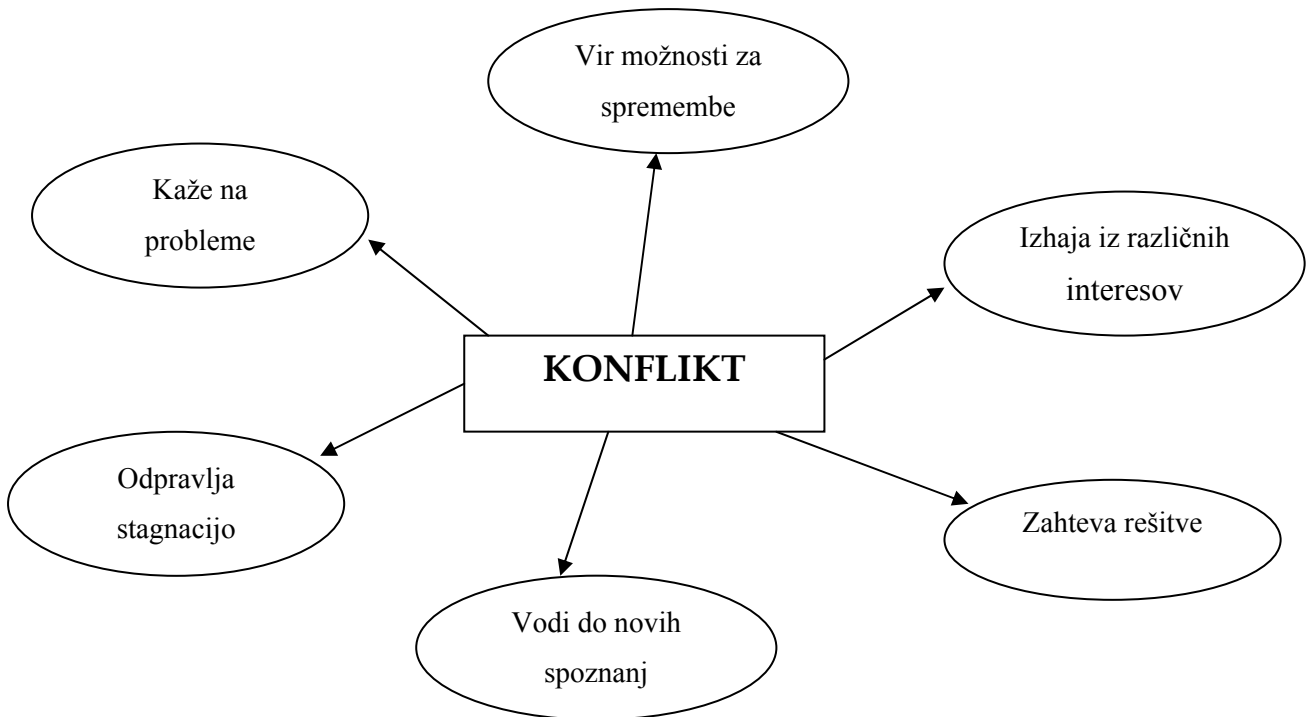 Vir možnosti za
spremembe
Kaže na
probleme
Izhaja iz različnih
interesov
KONFLIKT
Odpravlja
stagnacijo
Zahteva rešitve
Vodi do novih
spoznanj